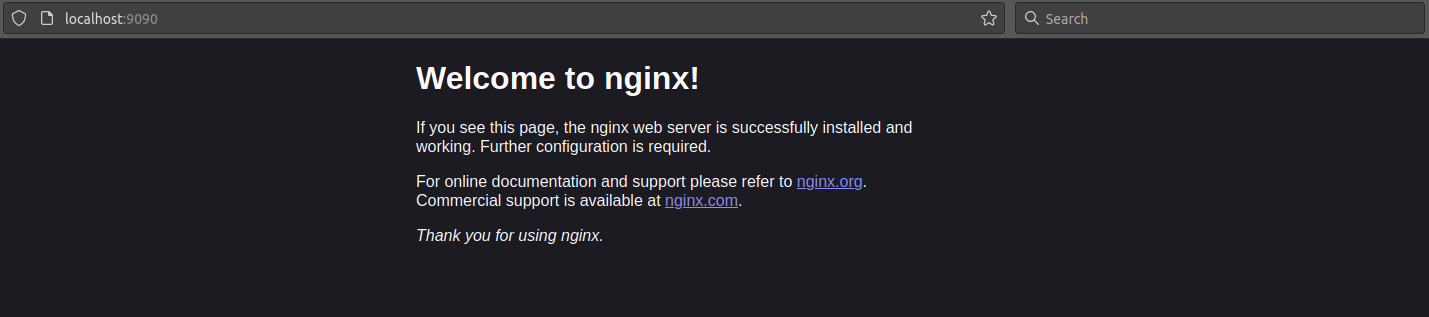 localhost:9090
Search
Welcome to nginx!
If you see this page, the nginx web server is successfully installed and
working. Further configuration is required.
For online documentation and support please refer to nginx.org.
Commercial support is available at nginx.com.
Thank you for using nginx.